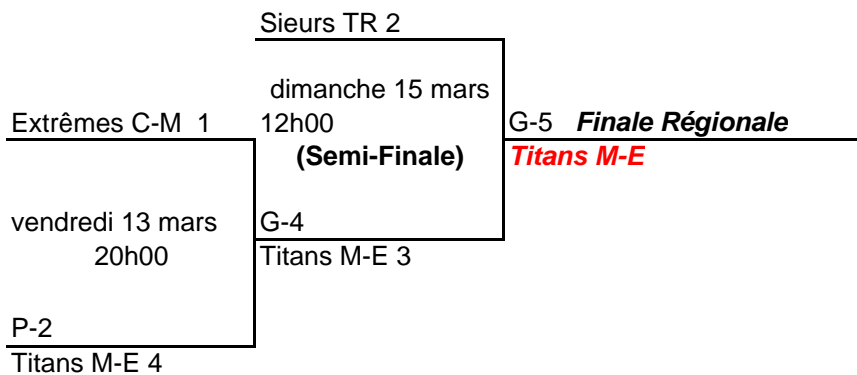 Sieurs TR 2
dimanche 15 mars
Extrêmes C-M 1
12h00
G-5 Finale Régionale
(Semi-Finale)
Titans M-E
vendredi 13 mars
G-4
20h00
Titans M-E 3
P-2
Titans M-E 4